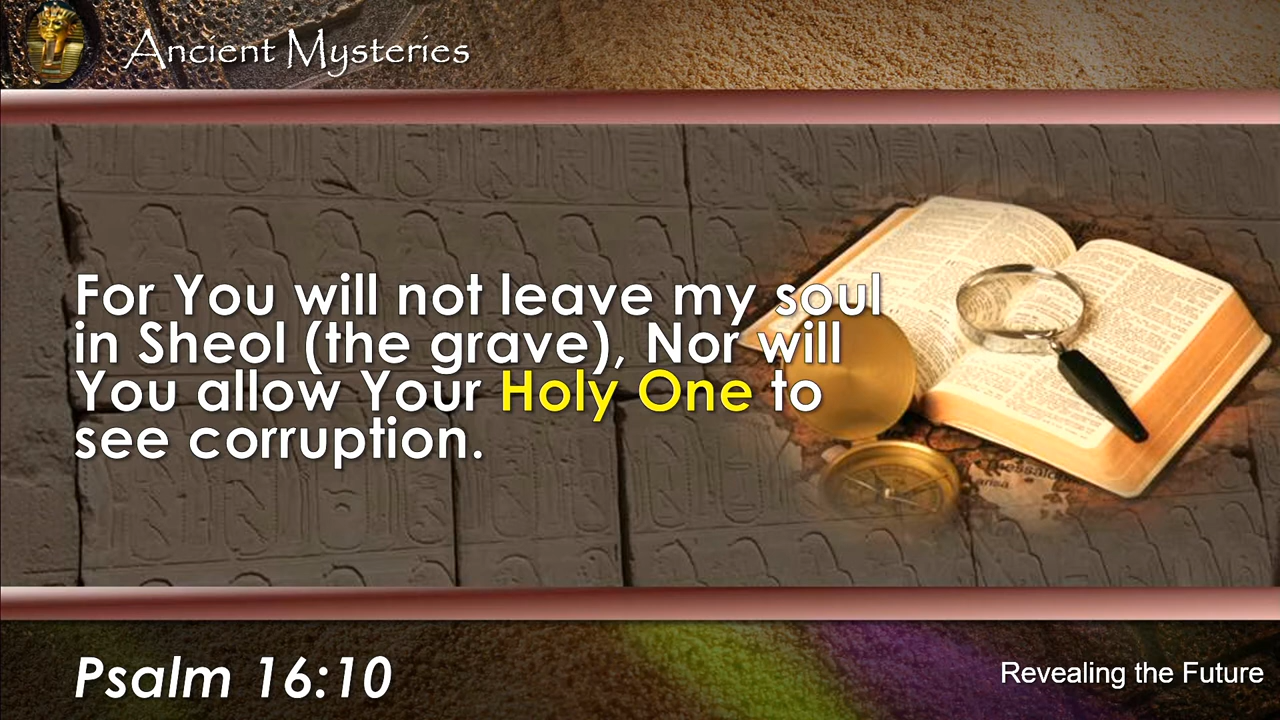 Ancient Mysteries
For You will not leave my soul
in Sheol (the grave), Nor will
You allow Your Holy One to
see corruption.
Psalm 16:10
Revealing the Future